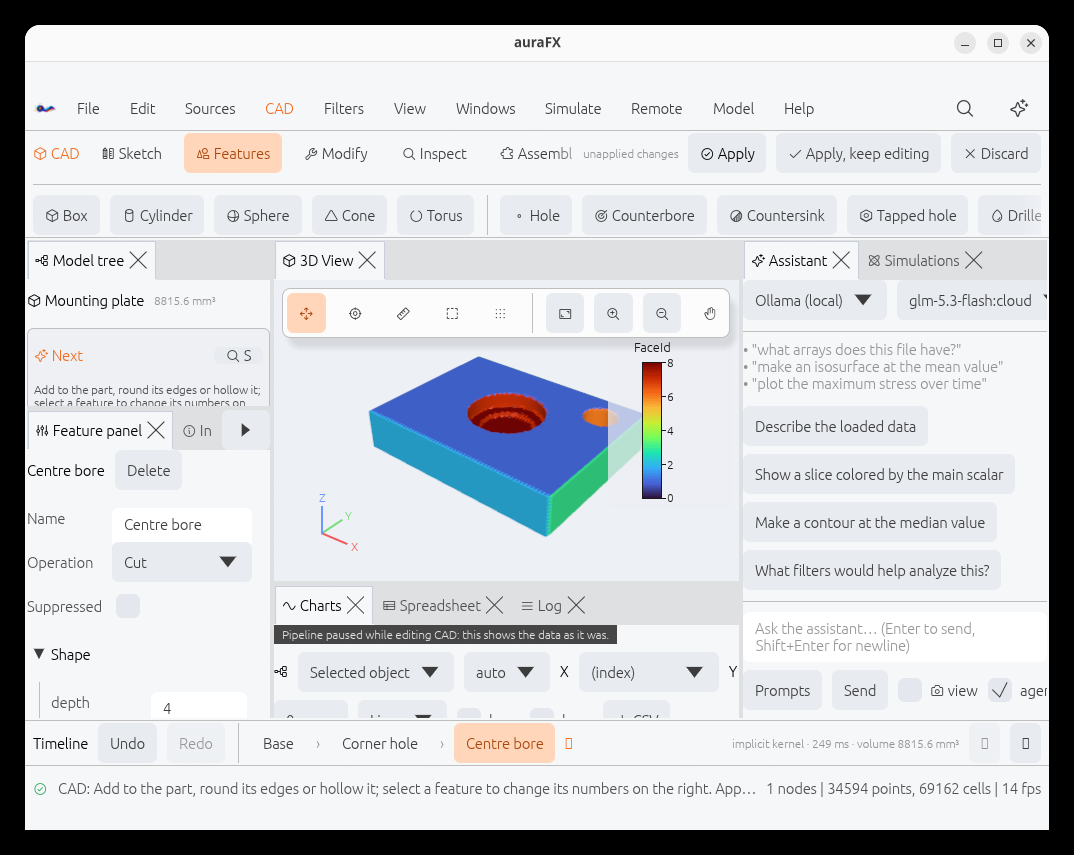 auraFX
File Edit Sources CAD Filters View Windows Simulate Remote Model Help
CAD Sketch Features Modify Inspect Assembl unapplied changes Apply Apply, keep editing Discard
Box Cylinder Sphere Cone Torus Hole Counterbore Countersink Tapped hole Drille
Model tree
3D View
Assistant Simulations
Mounting plate 8815.6 mm³
Next S
Add to the part, round its edges or hollow it;
select a feature to change its numbers on
Feature panel In
Centre bore Delete
Name Centre bore
Operation Cut
Suppressed
Shape
depth 4
FaceId
8
6
4
2
0
Z
Y
X
Charts Spreadsheet Log
Pipeline paused while editing CAD: this shows the data as it was.
Selected object auto X (index) Y
Ollama (local) glm-5.3-flash:cloud
• "what arrays does this file have?"
• "make an isosurface at the mean value"
• "plot the maximum stress over time"
Describe the loaded data
Show a slice colored by the main scalar
Make a contour at the median value
What filters would help analyze this?
Ask the assistant… (Enter to send,
Shift+Enter for newline)
Prompts Send view agen
Timeline Undo Redo Base › Corner hole › Centre bore implicit kernel · 249 ms · volume 8815.6 mm³
CAD: Add to the part, round its edges or hollow it; select a feature to change its numbers on the right. App… 1 nodes | 34594 points, 69162 cells | 14 fps